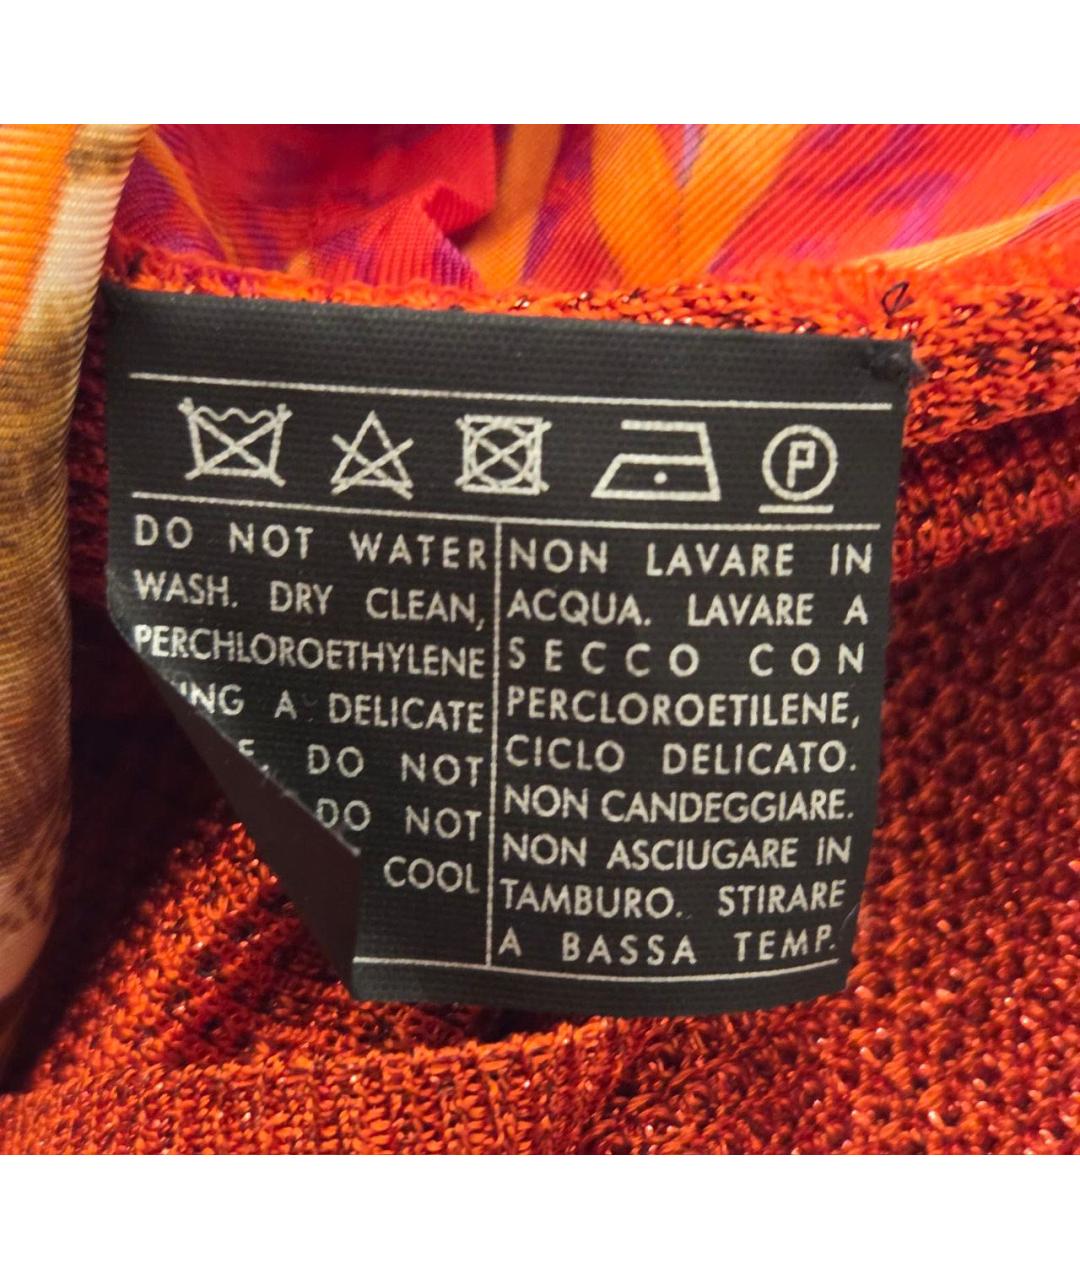 P
DO NOT WATER
WASH. DRY CLEAN,
PERCHLOROETHYLENE
A DELICATE
DO NOT
DO NOT
COOL
NON LAVARE IN
ACQUA. LAVARE A
SECCO CON
PERCLOROETILENE,
CICLO DELICATO.
NON CANDEGGIARE.
NON ASCIUGARE IN
TAMBURO. STIRARE
A BASSA TEMP.